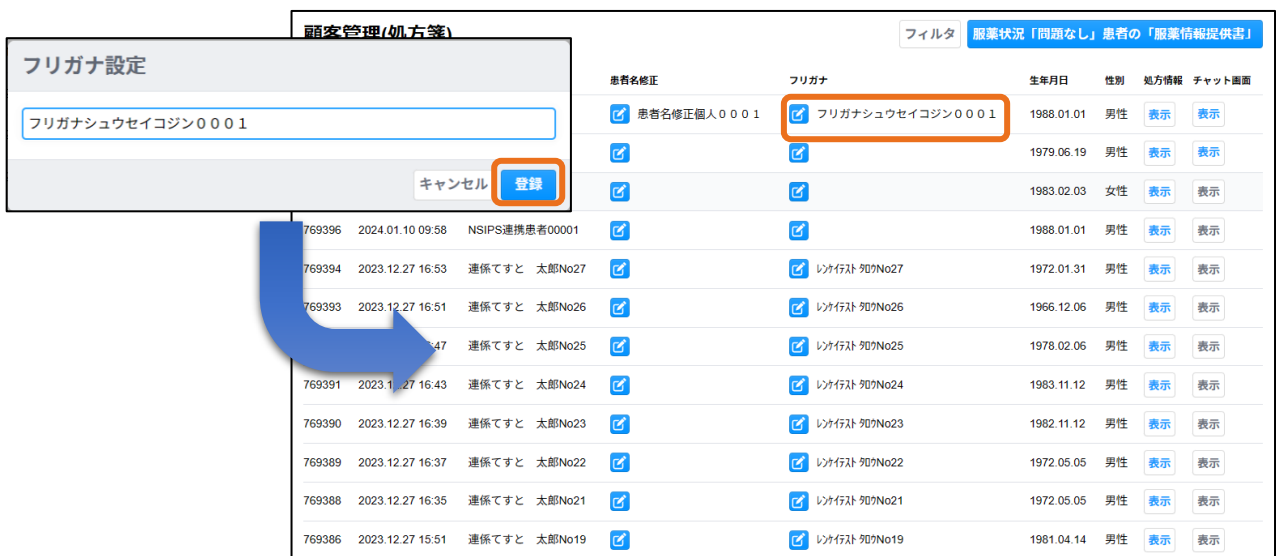 顧客管理(処方箋)
フィルタ 服薬状況「問題なし」患者の「服薬情報提供書」
フリガナ設定
フリガナシュウセイコジン０００１
キャンセル 登録
患者名修正 フリガナ 生年月日 性別 処方情報 チャット画面
患者名修正個人０００１ フリガナシュウセイコジン０００１ 1988.01.01 男性 表示 表示
1979.06.19 男性 表示 表示
1983.02.03 女性 表示 表示
769396 2024.01.10 09:58 NSIPS連携患者00001 1988.01.01 男性 表示 表示
769394 2023.12.27 16:53 連係てすと　太郎No27 ﾚﾝｹｲﾃｽﾄ ﾀﾛｳNo27 1972.01.31 男性 表示 表示
769393 2023.12.27 16:51 連係てすと　太郎No26 ﾚﾝｹｲﾃｽﾄ ﾀﾛｳNo26 1966.12.06 男性 表示 表示
:47 連係てすと　太郎No25 ﾚﾝｹｲﾃｽﾄ ﾀﾛｳNo25 1978.02.06 男性 表示 表示
769391 2023.12.27 16:43 連係てすと　太郎No24 ﾚﾝｹｲﾃｽﾄ ﾀﾛｳNo24 1983.11.12 男性 表示 表示
769390 2023.12.27 16:39 連係てすと　太郎No23 ﾚﾝｹｲﾃｽﾄ ﾀﾛｳNo23 1982.11.12 男性 表示 表示
769389 2023.12.27 16:37 連係てすと　太郎No22 ﾚﾝｹｲﾃｽﾄ ﾀﾛｳNo22 1972.05.05 男性 表示 表示
769388 2023.12.27 16:35 連係てすと　太郎No21 ﾚﾝｹｲﾃｽﾄ ﾀﾛｳNo21 1972.05.05 男性 表示 表示
769386 2023.12.27 15:51 連係てすと　太郎No19 ﾚﾝｹｲﾃｽﾄ ﾀﾛｳNo19 1981.04.14 男性 表示 表示